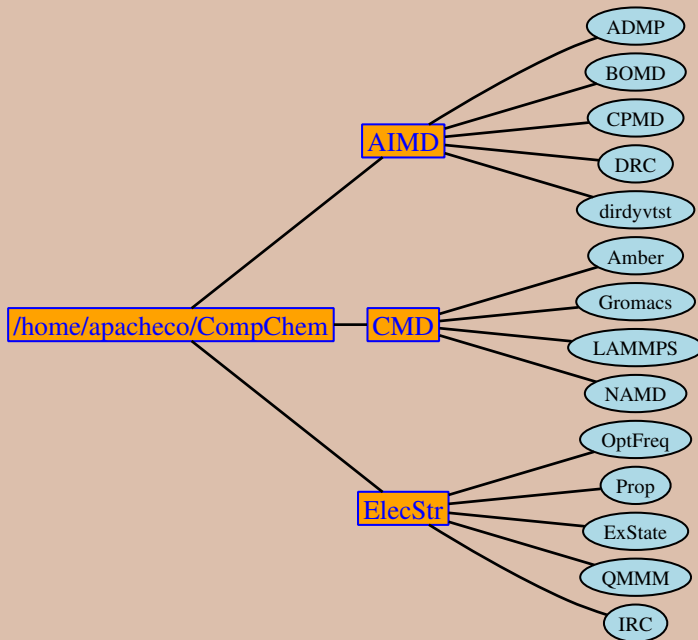 ADMP
BOMD
CPMD
AIMD
DRC
dirdyvtst
Amber
Gromacs
/home/apacheco/CompChem
CMD
LAMMPS
NAMD
OptFreq
Prop
ElecStr
ExState
QMMM
IRC